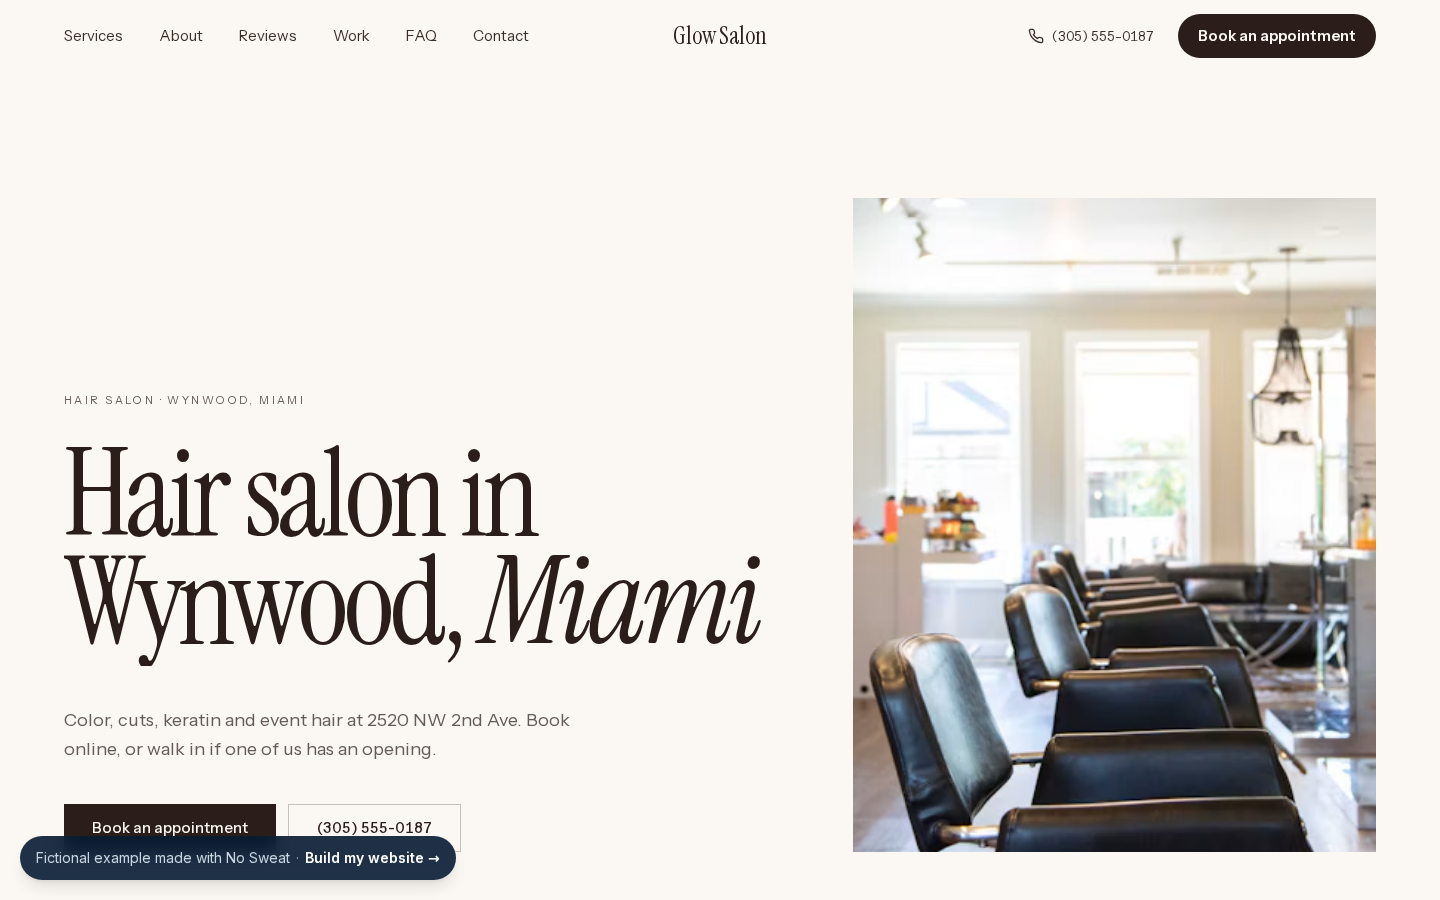 Services About Reviews Work FAQ Contact
Glow Salon
(305) 555-0187
Book an appointment
HAIR SALON · WYNWOOD, MIAMI
Hair salon in
Wynwood, Miami
Color, cuts, keratin and event hair at 2520 NW 2nd Ave. Book
online, or walk in if one of us has an opening.
Book an appointment
(305) 555-0187
Fictional example made with No Sweat · Build my website →